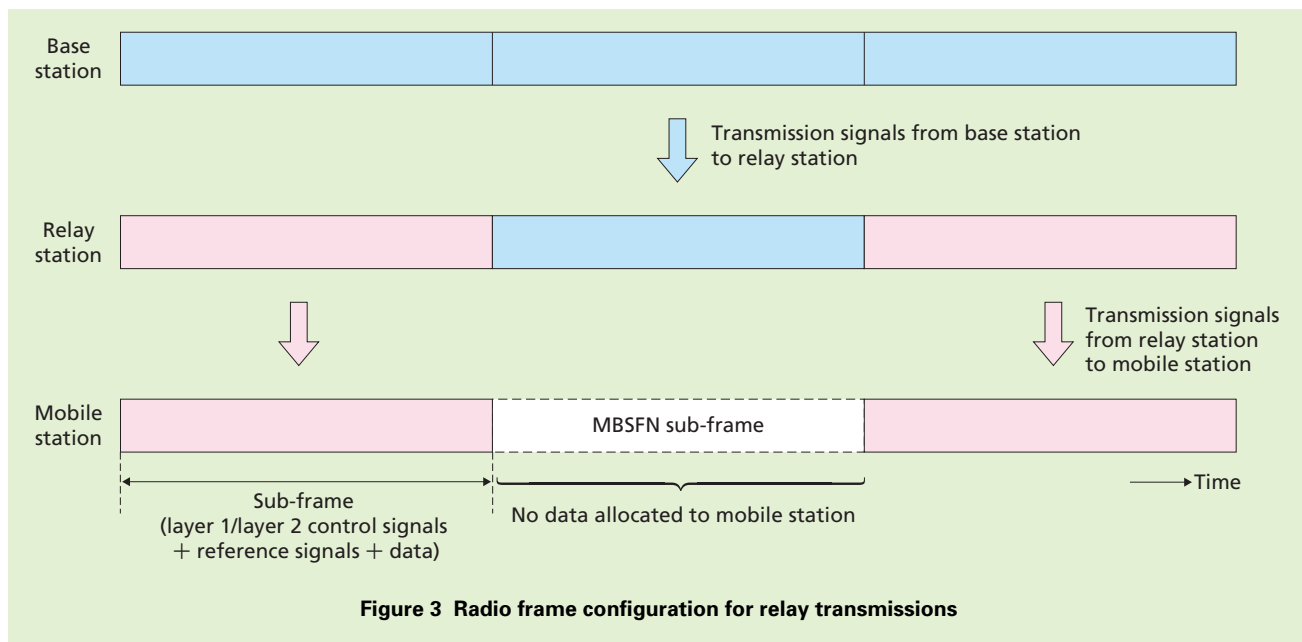 Base
station
Transmission signals from base station
to relay station
Relay
station
Transmission signals
from relay station
to mobile station
Mobile
station
MBSFN sub-frame
Time
Sub-frame
(layer 1/layer 2 control signals
+ reference signals + data)
No data allocated to mobile station
Figure 3 Radio frame configuration for relay transmissions